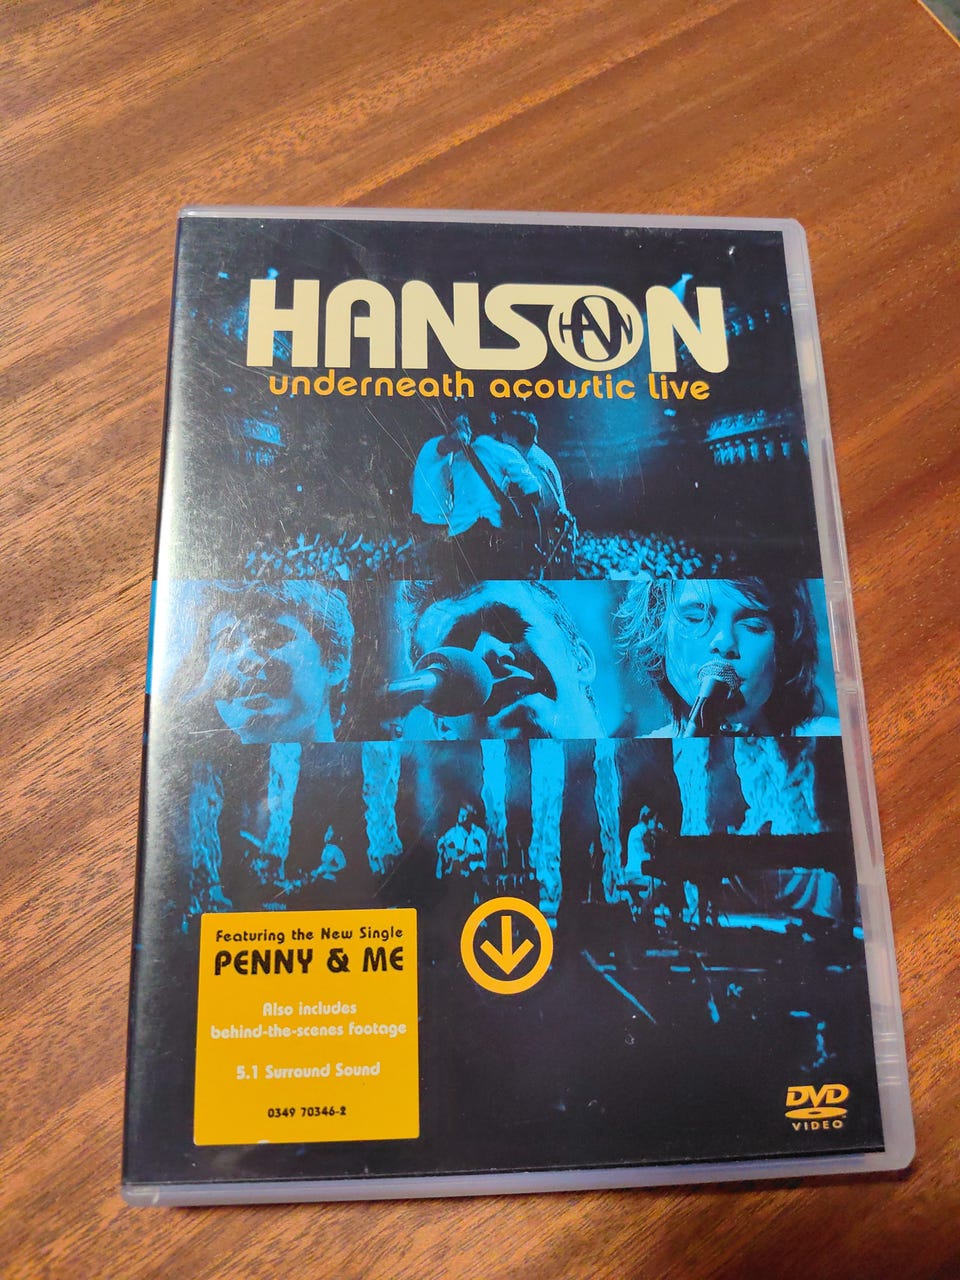 HANSON
HAN
underneath acoustic live
Featuring the New Single
PENNY & ME
Also includes
behind-the-scenes footage
5.1 Surround Sound
0349 70346-2
DVD
VIDEO